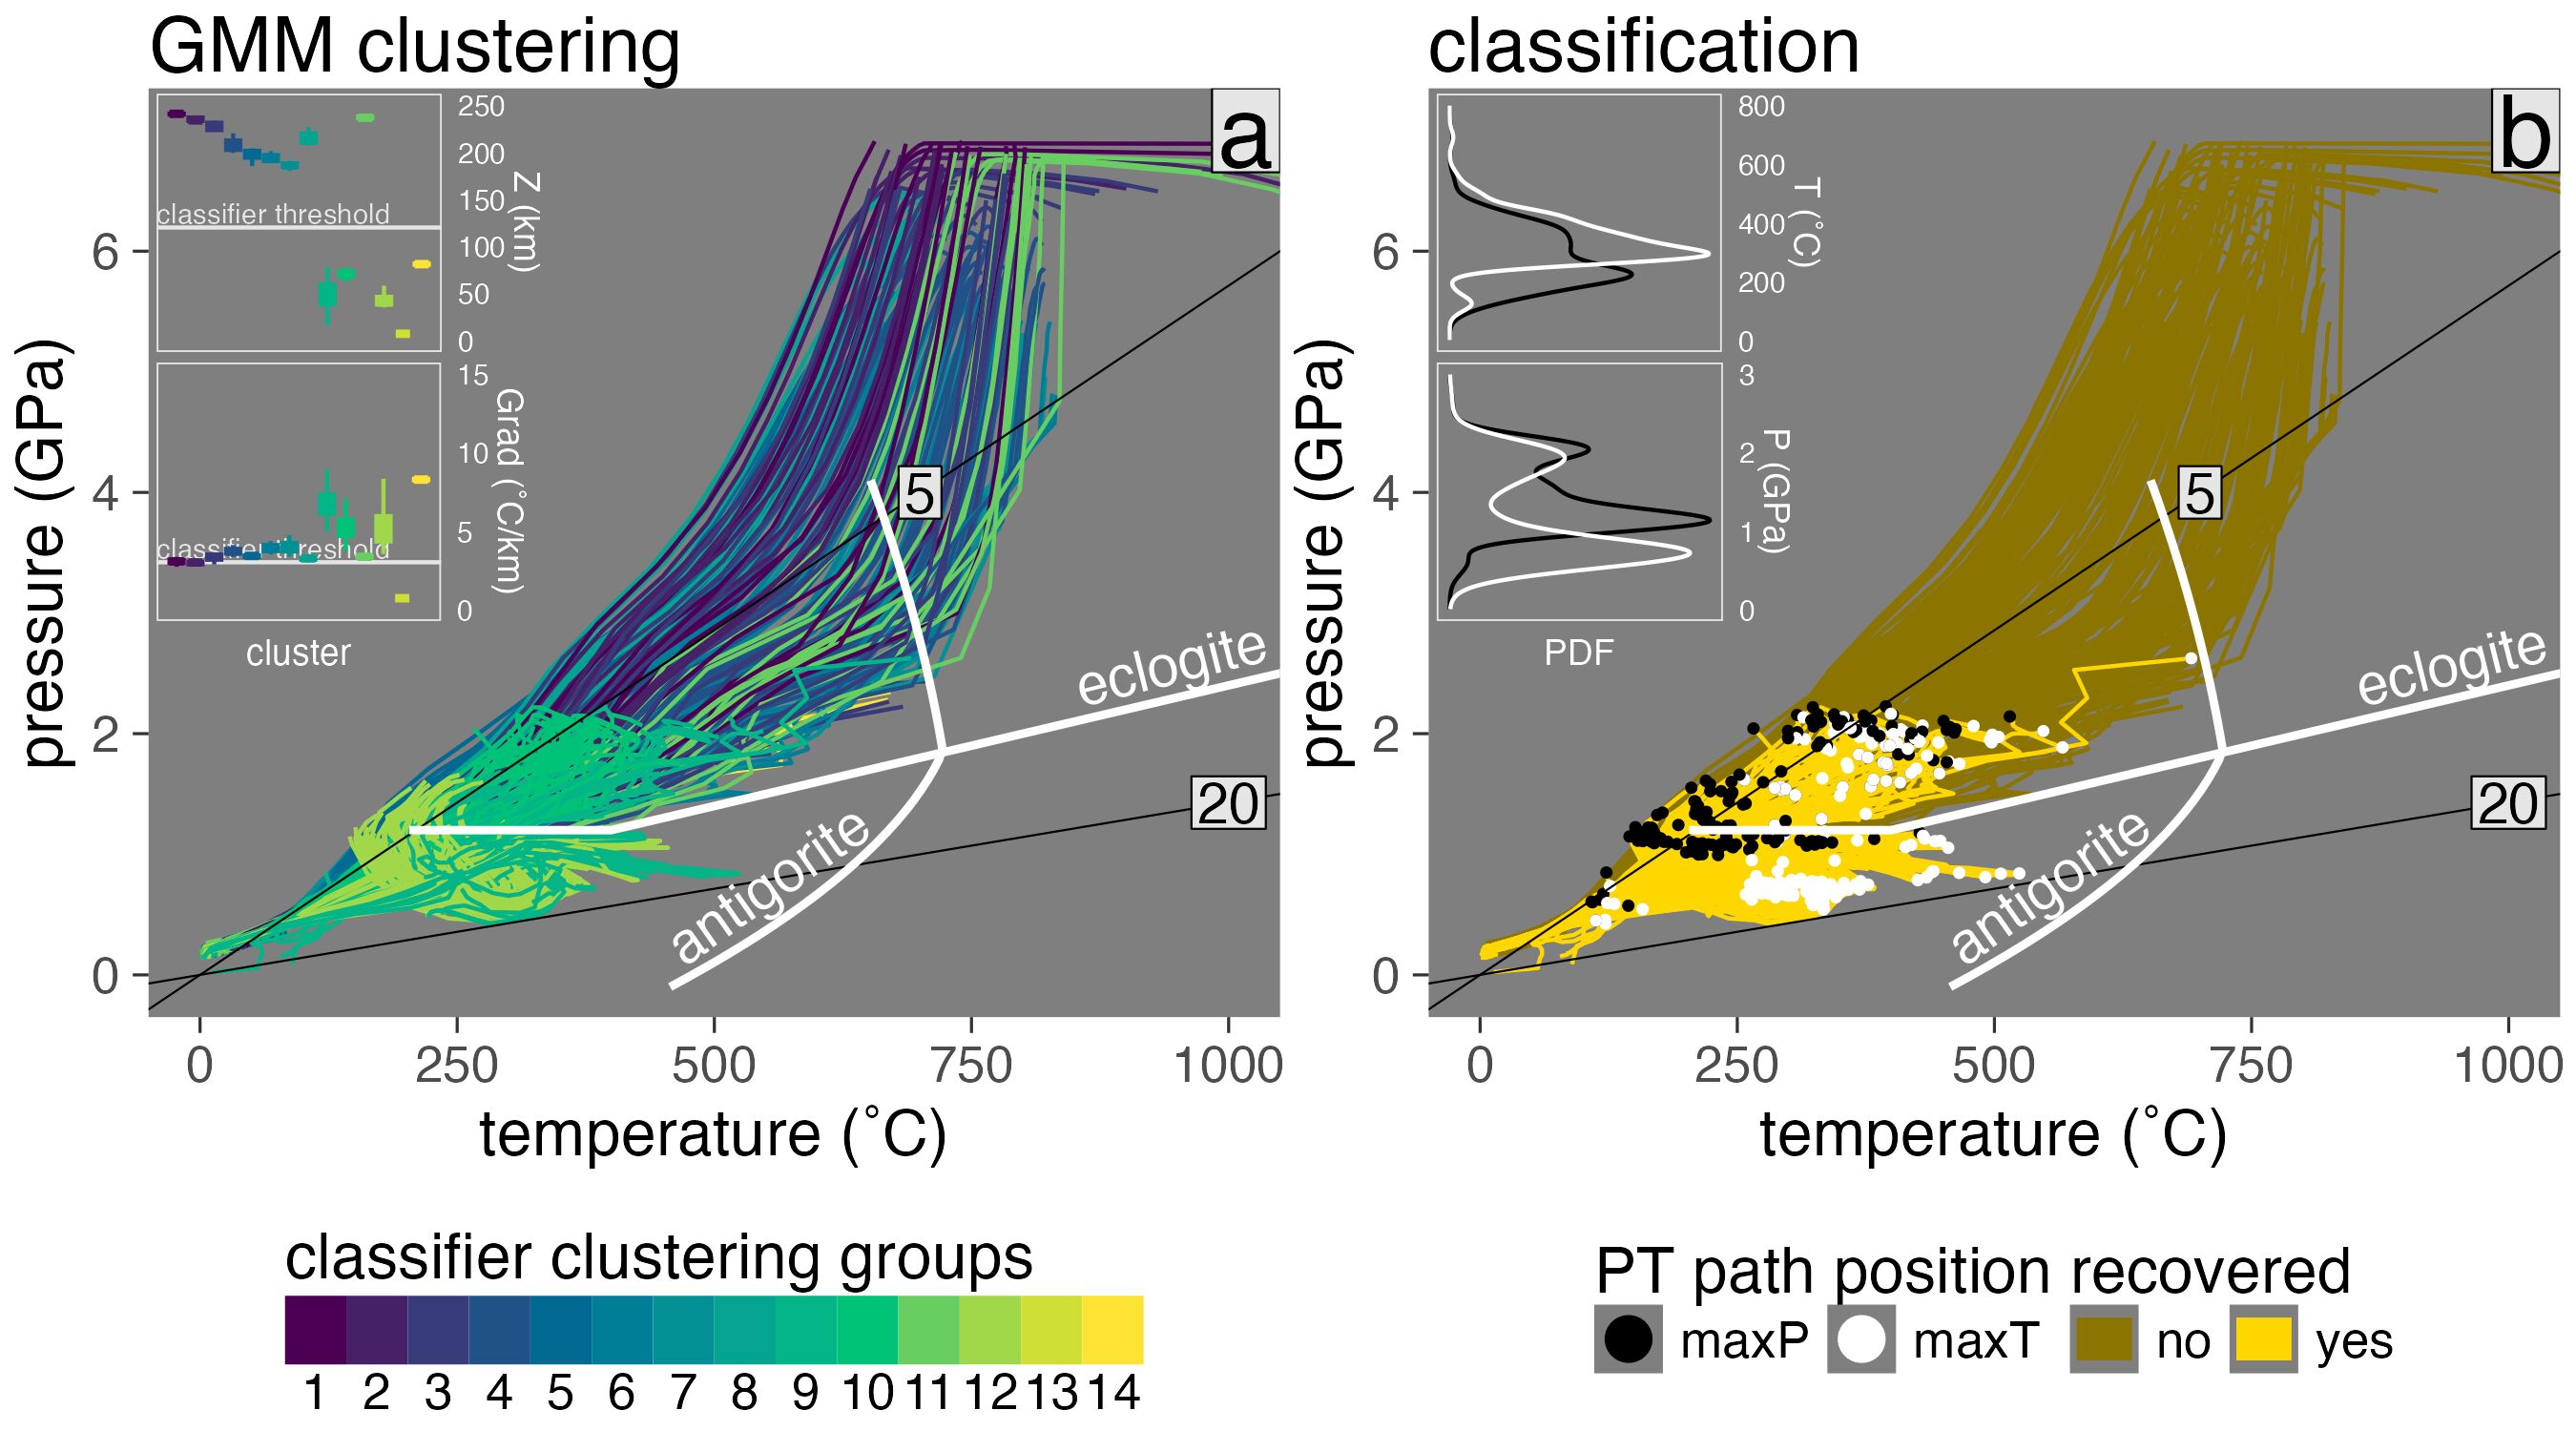 GMM clustering
a
pressure (GPa)
6
4
2
0
250
200
150
100
50
0
Z (km)
classifier threshold
15
10
5
0
Grad (˚C/km)
classifier threshold
cluster
5
eclogite
20
antigorite
0 250 500 750 1000
temperature (˚C)
classifier clustering groups
1 2 3 4 5 6 7 8 9 10 11 12 13 14
classification
b
pressure (GPa)
6
4
2
0
800
600
400
200
0
T (˚C)
3
2
1
0
P (GPa)
PDF
5
eclogite
20
antigorite
0 250 500 750 1000
temperature (˚C)
PT path position recovered
maxP maxT no yes